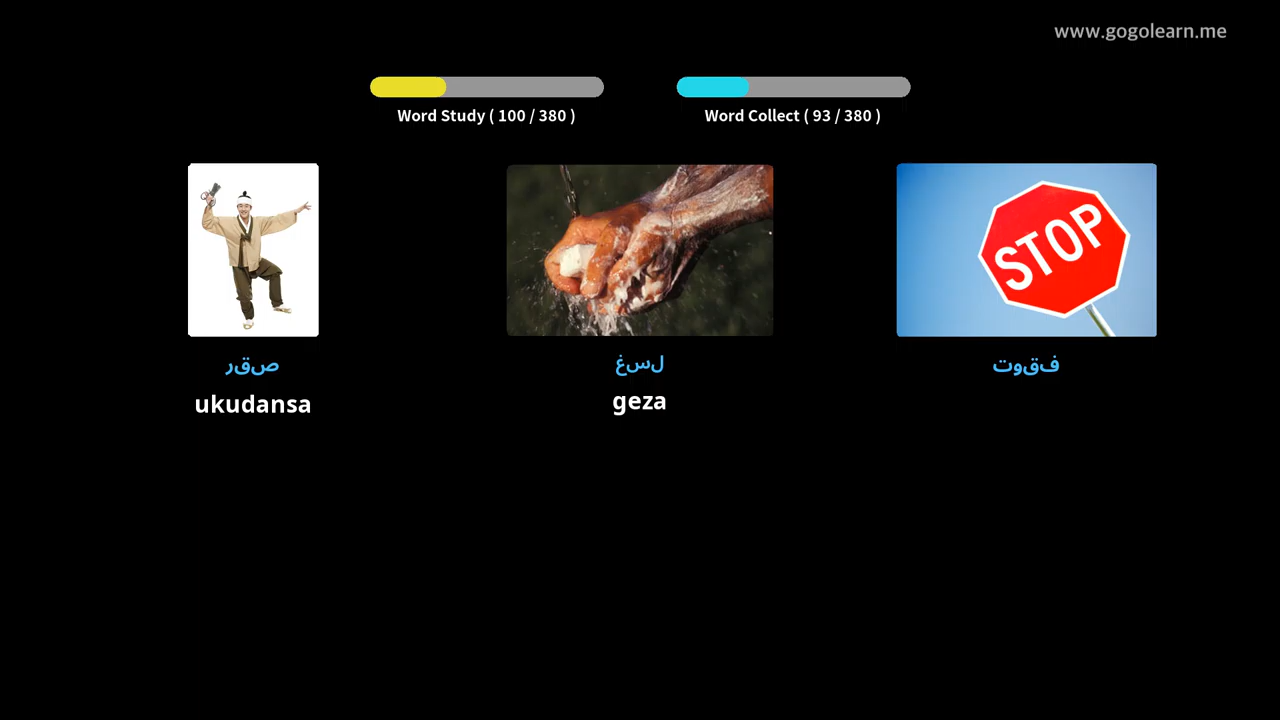 www.gogolearn.me
Word Study ( 100 / 380 )
Word Collect ( 93 / 380 )
STOP
صقر
لسغ
فقوت
ukudansa
geza